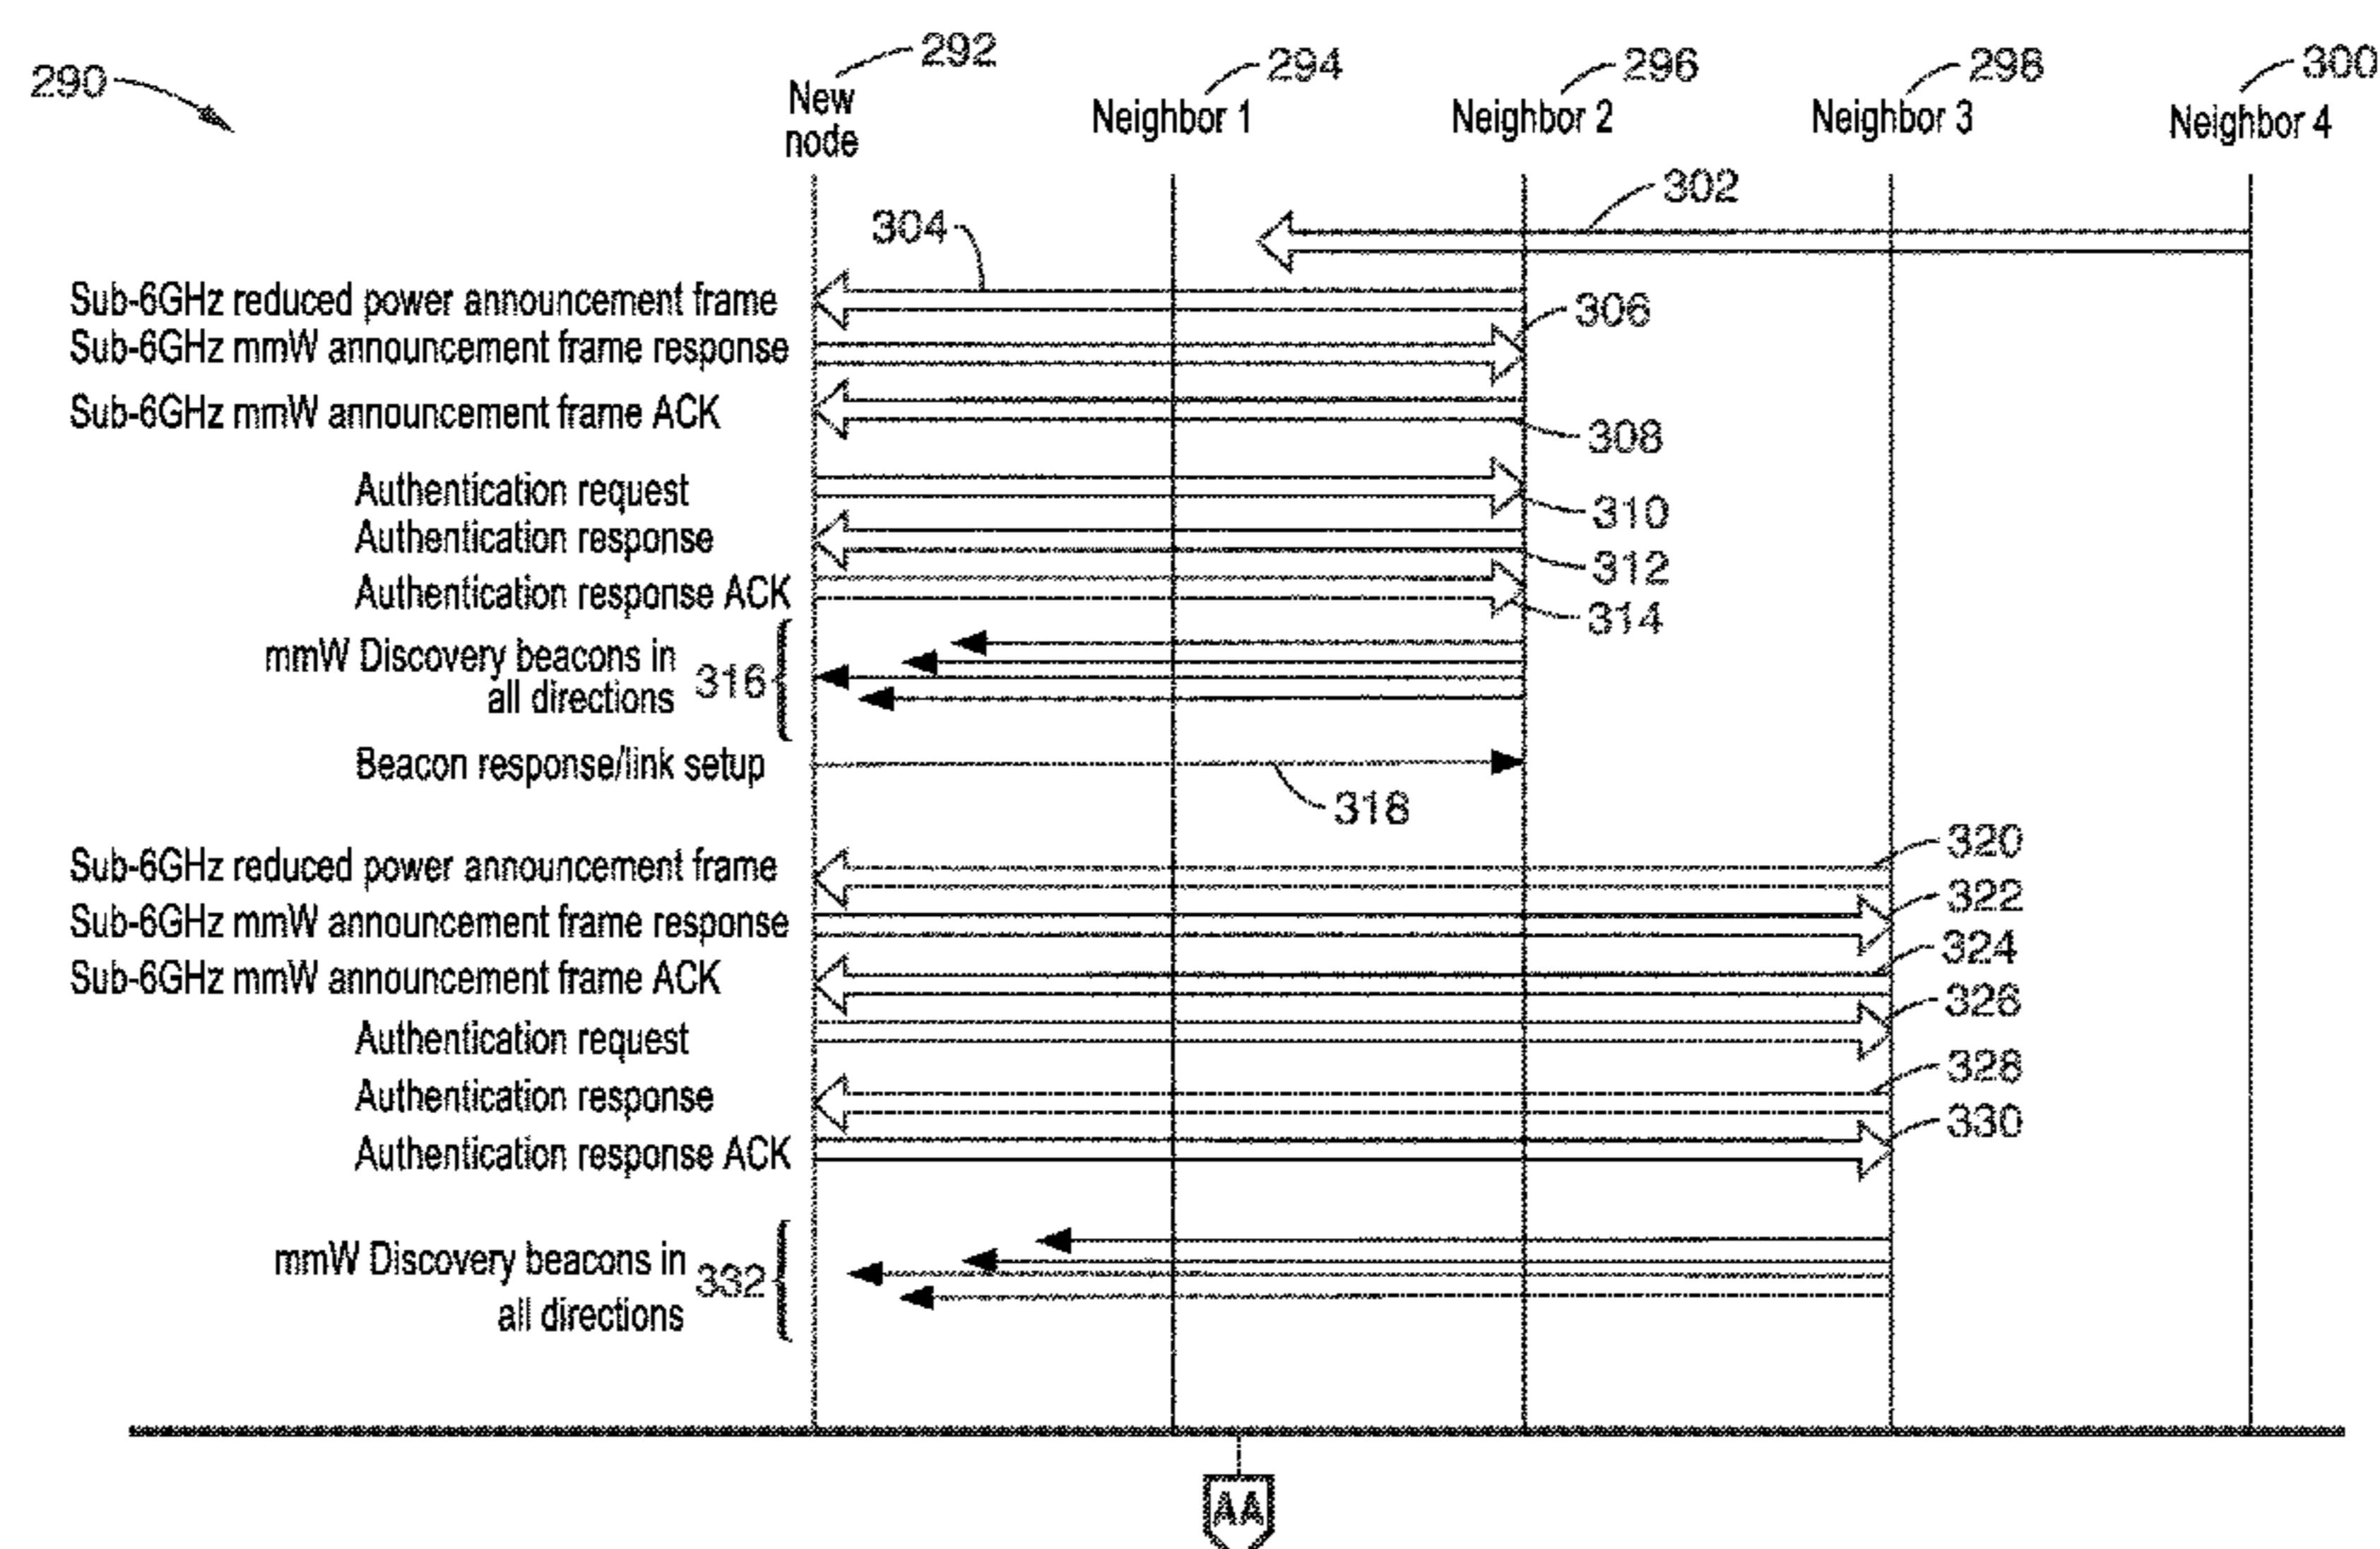 290
292
294
296
298
300
New
node
Neighbor 1
Neighbor 2
Neighbor 3
Neighbor 4
302
304
Sub-6GHz reduced power announcement frame
306
Sub-6GHz mmW announcement frame response
Sub-6GHz mmW announcement frame ACK
308
Authentication request
310
Authentication response
312
Authentication response ACK
314
mmW Discovery beacons in
all directions
316
Beacon response/link setup
318
Sub-6GHz reduced power announcement frame
320
Sub-6GHz mmW announcement frame response
322
Sub-6GHz mmW announcement frame ACK
324
Authentication request
326
Authentication response
328
Authentication response ACK
330
mmW Discovery beacons in
all directions
332
AA